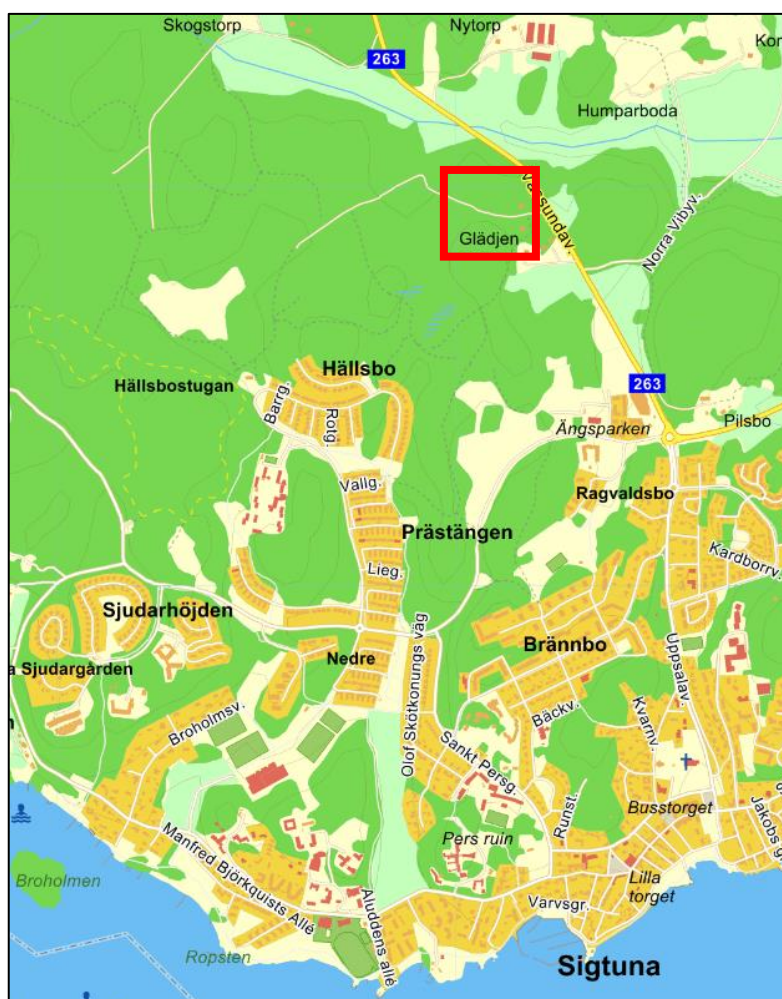 Skogstorp
Nytorp
263
Humparboda
Vassundav.
Norra Vibyv.
Glädjen
Hällsbo
Hällsbostugan
Barrg.
Rotg.
263
Ängsparken
Pilsbo
Vallg.
Ragvaldsbo
Prästängen
Kardborrv.
Lieg.
Sjudarhöjden
Olof Skötkonungs väg
Brännbo
Uppsalav.
Nedre
a Sjudargården
Broholmsv.
Bäckv.
Kvarnv.
Sankt Persg.
Runst.
Busstorget
Jakobs g
Pers ruin
Manfred Björkquists Allé
Lilla
torget
Broholmen
Aluddens allé
Varvsgr.
Ropsten
Sigtuna